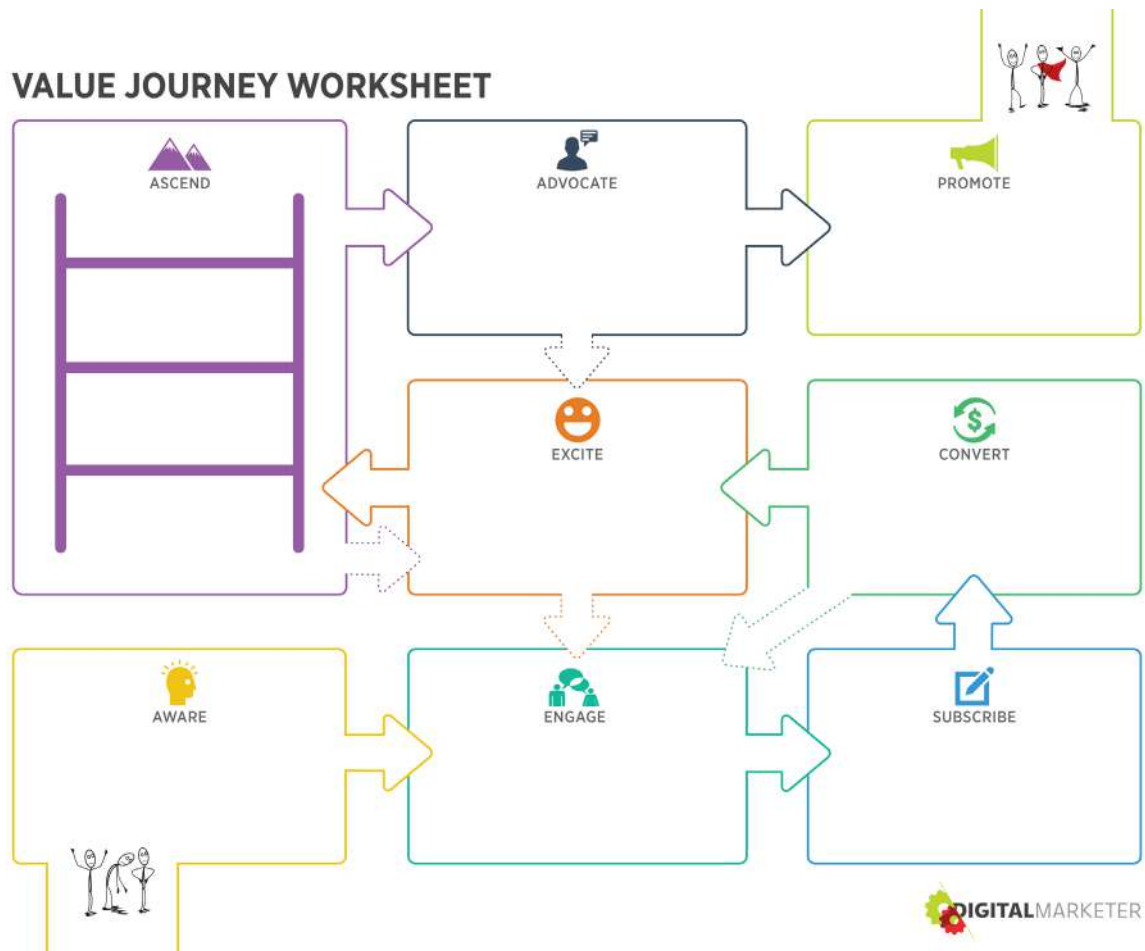 VALUE JOURNEY WORKSHEET
ASCEND
ADVOCATE
PROMOTE
EXCITE
$
CONVERT
AWARE
ENGAGE
SUBSCRIBE
DIGITALMARKETER